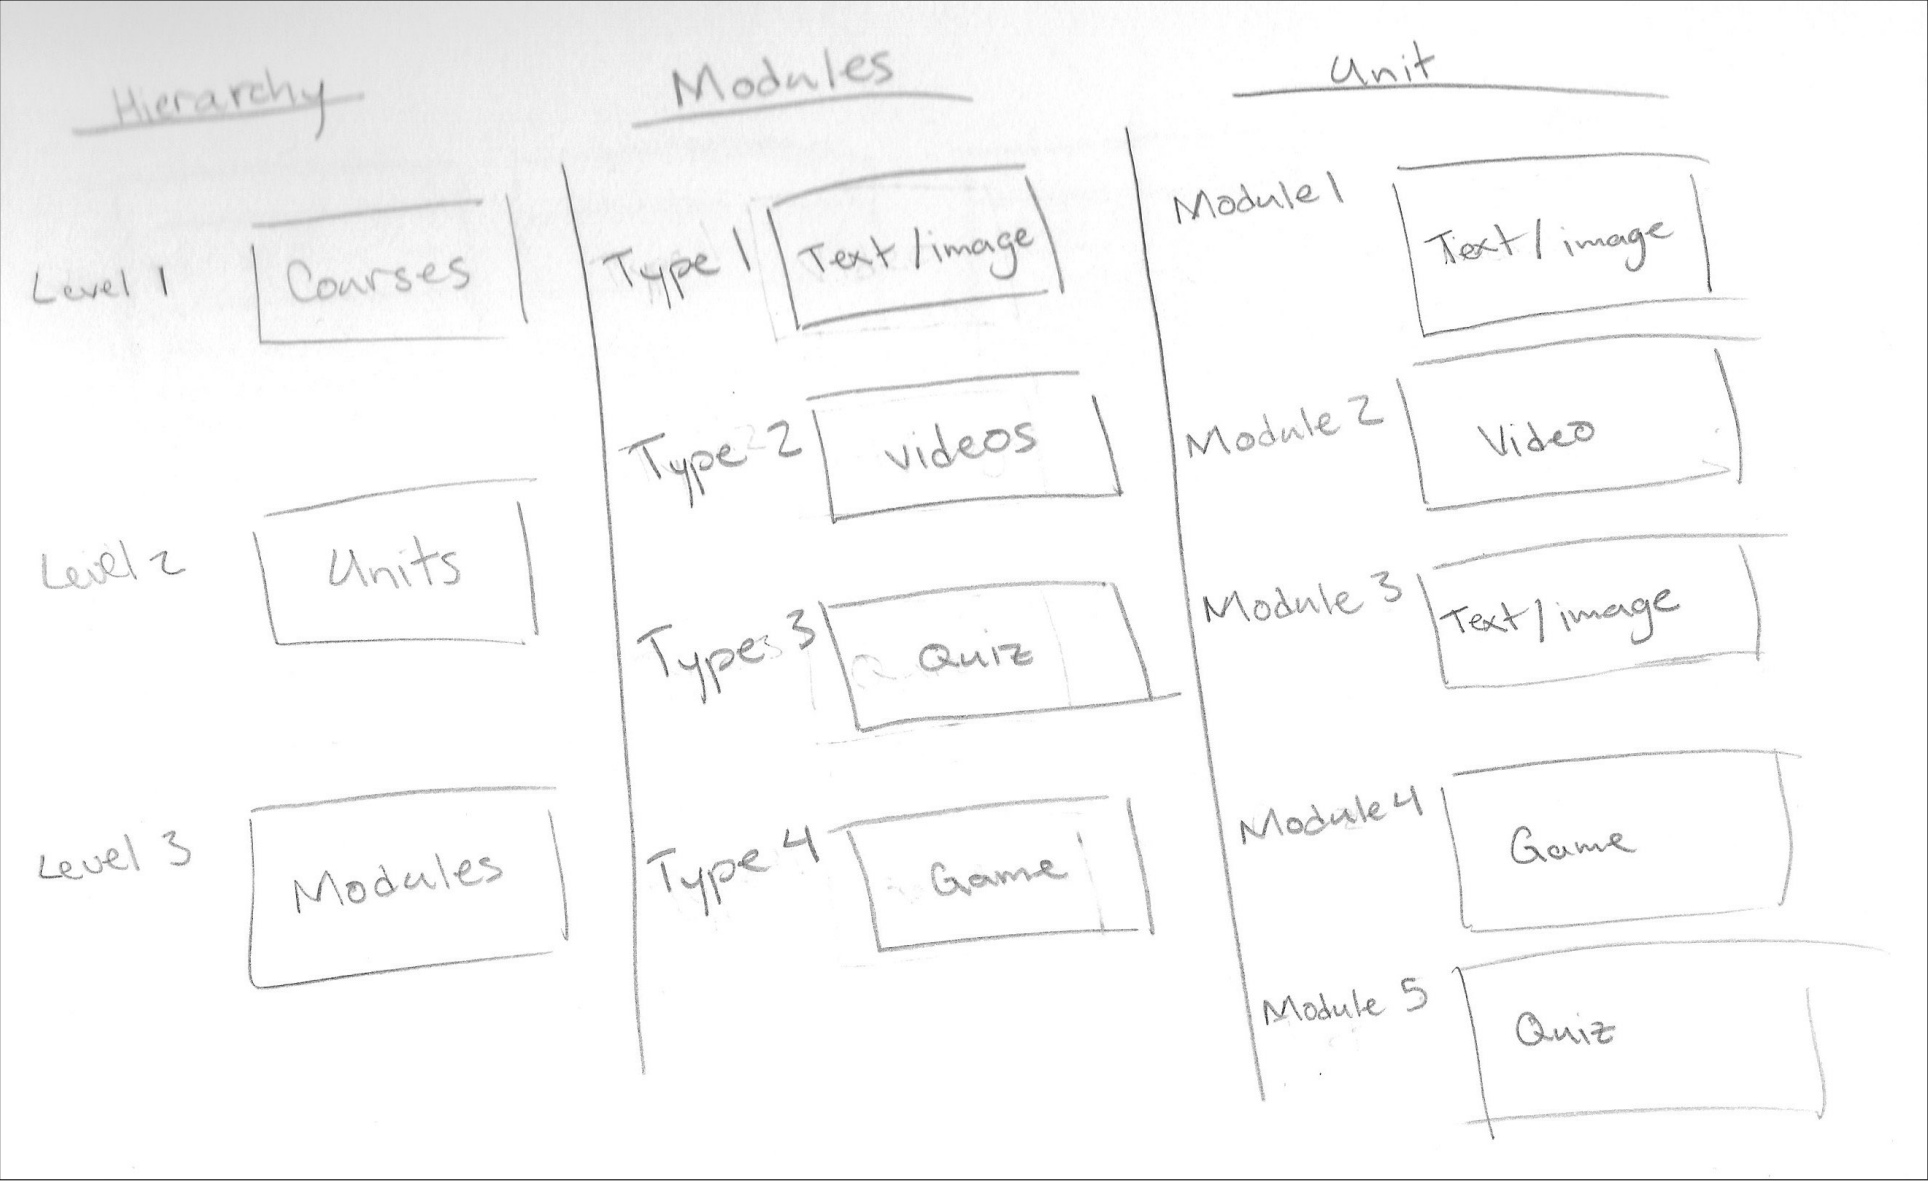 Hierarchy
Level 1 Courses
Level 2 Units
Level 3 Modules
Modules
Type 1 Text/image
Type 2 videos
Type 3 Quiz
Type 4 Game
Unit
Module 1 Text/image
Module 2 Video
Module 3 Text/image
Module 4 Game
Module 5 Quiz